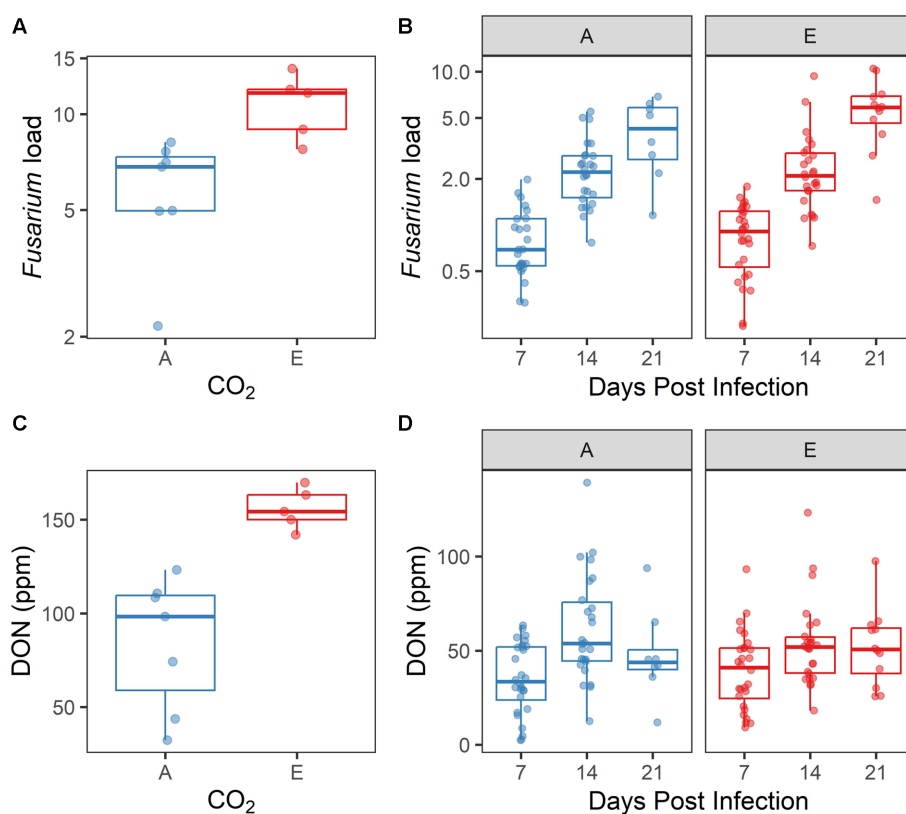 A
Fusarium load
15
10
5
2
A E
CO₂
B
A E
Fusarium load
10.0
5.0
2.0
1.0
0.5
7 14 21 7 14 21
Days Post Infection
C
DON (ppm)
150
100
50
A E
CO₂
D
A E
DON (ppm)
100
50
0
7 14 21 7 14 21
Days Post Infection